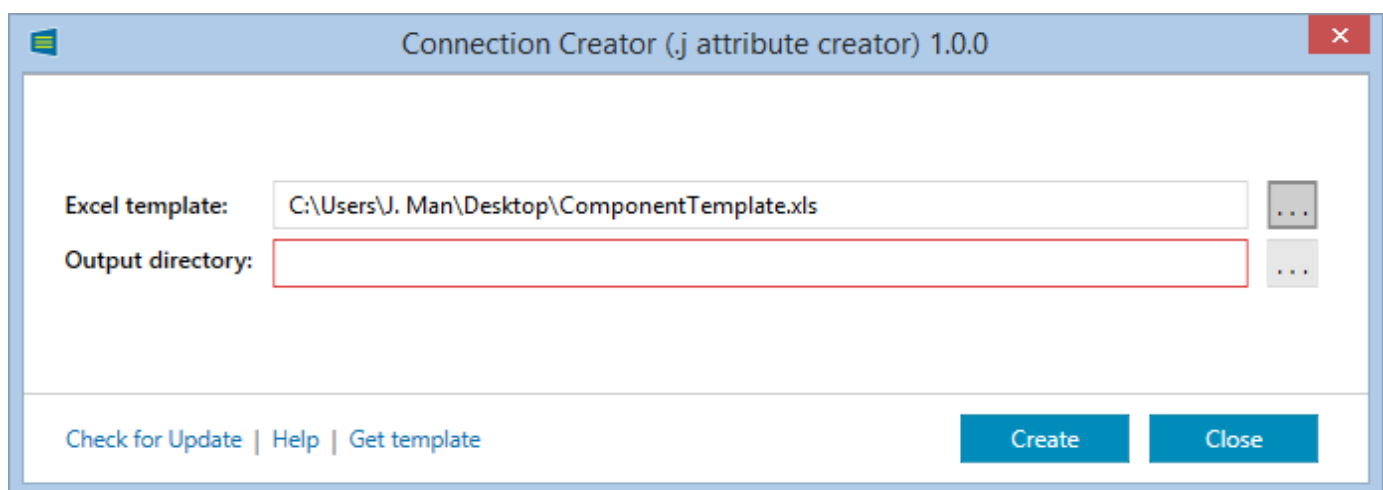 Connection Creator (.j attribute creator) 1.0.0
Excel template: C:\Users\J. Man\Desktop\ComponentTemplate.xls ...
Output directory: ...
Check for Update | Help | Get template Create Close